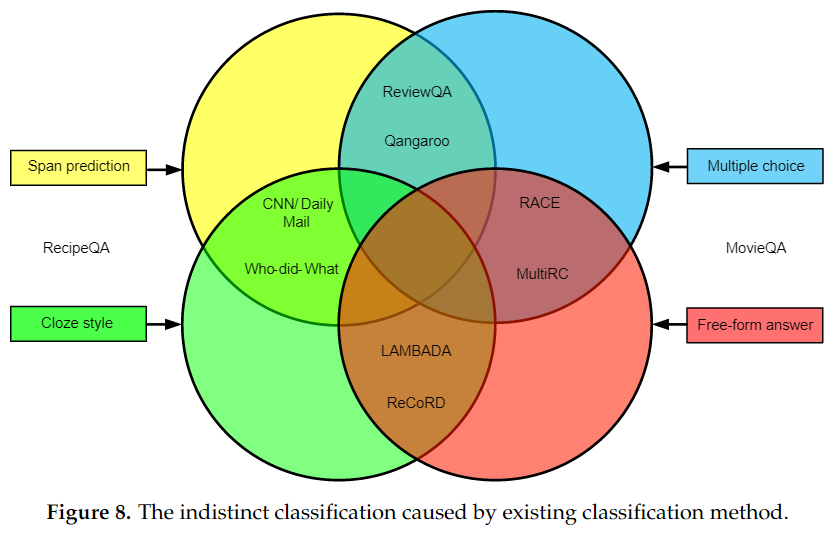 ReviewQA
Qangaroo
Span prediction
Multiple choice
CNN/ Daily
Mail
RACE
RecipeQA
MovieQA
Who-did-What
MultiRC
Cloze style
Free-form answer
LAMBADA
ReCoRD
Figure 8. The indistinct classification caused by existing classification method.